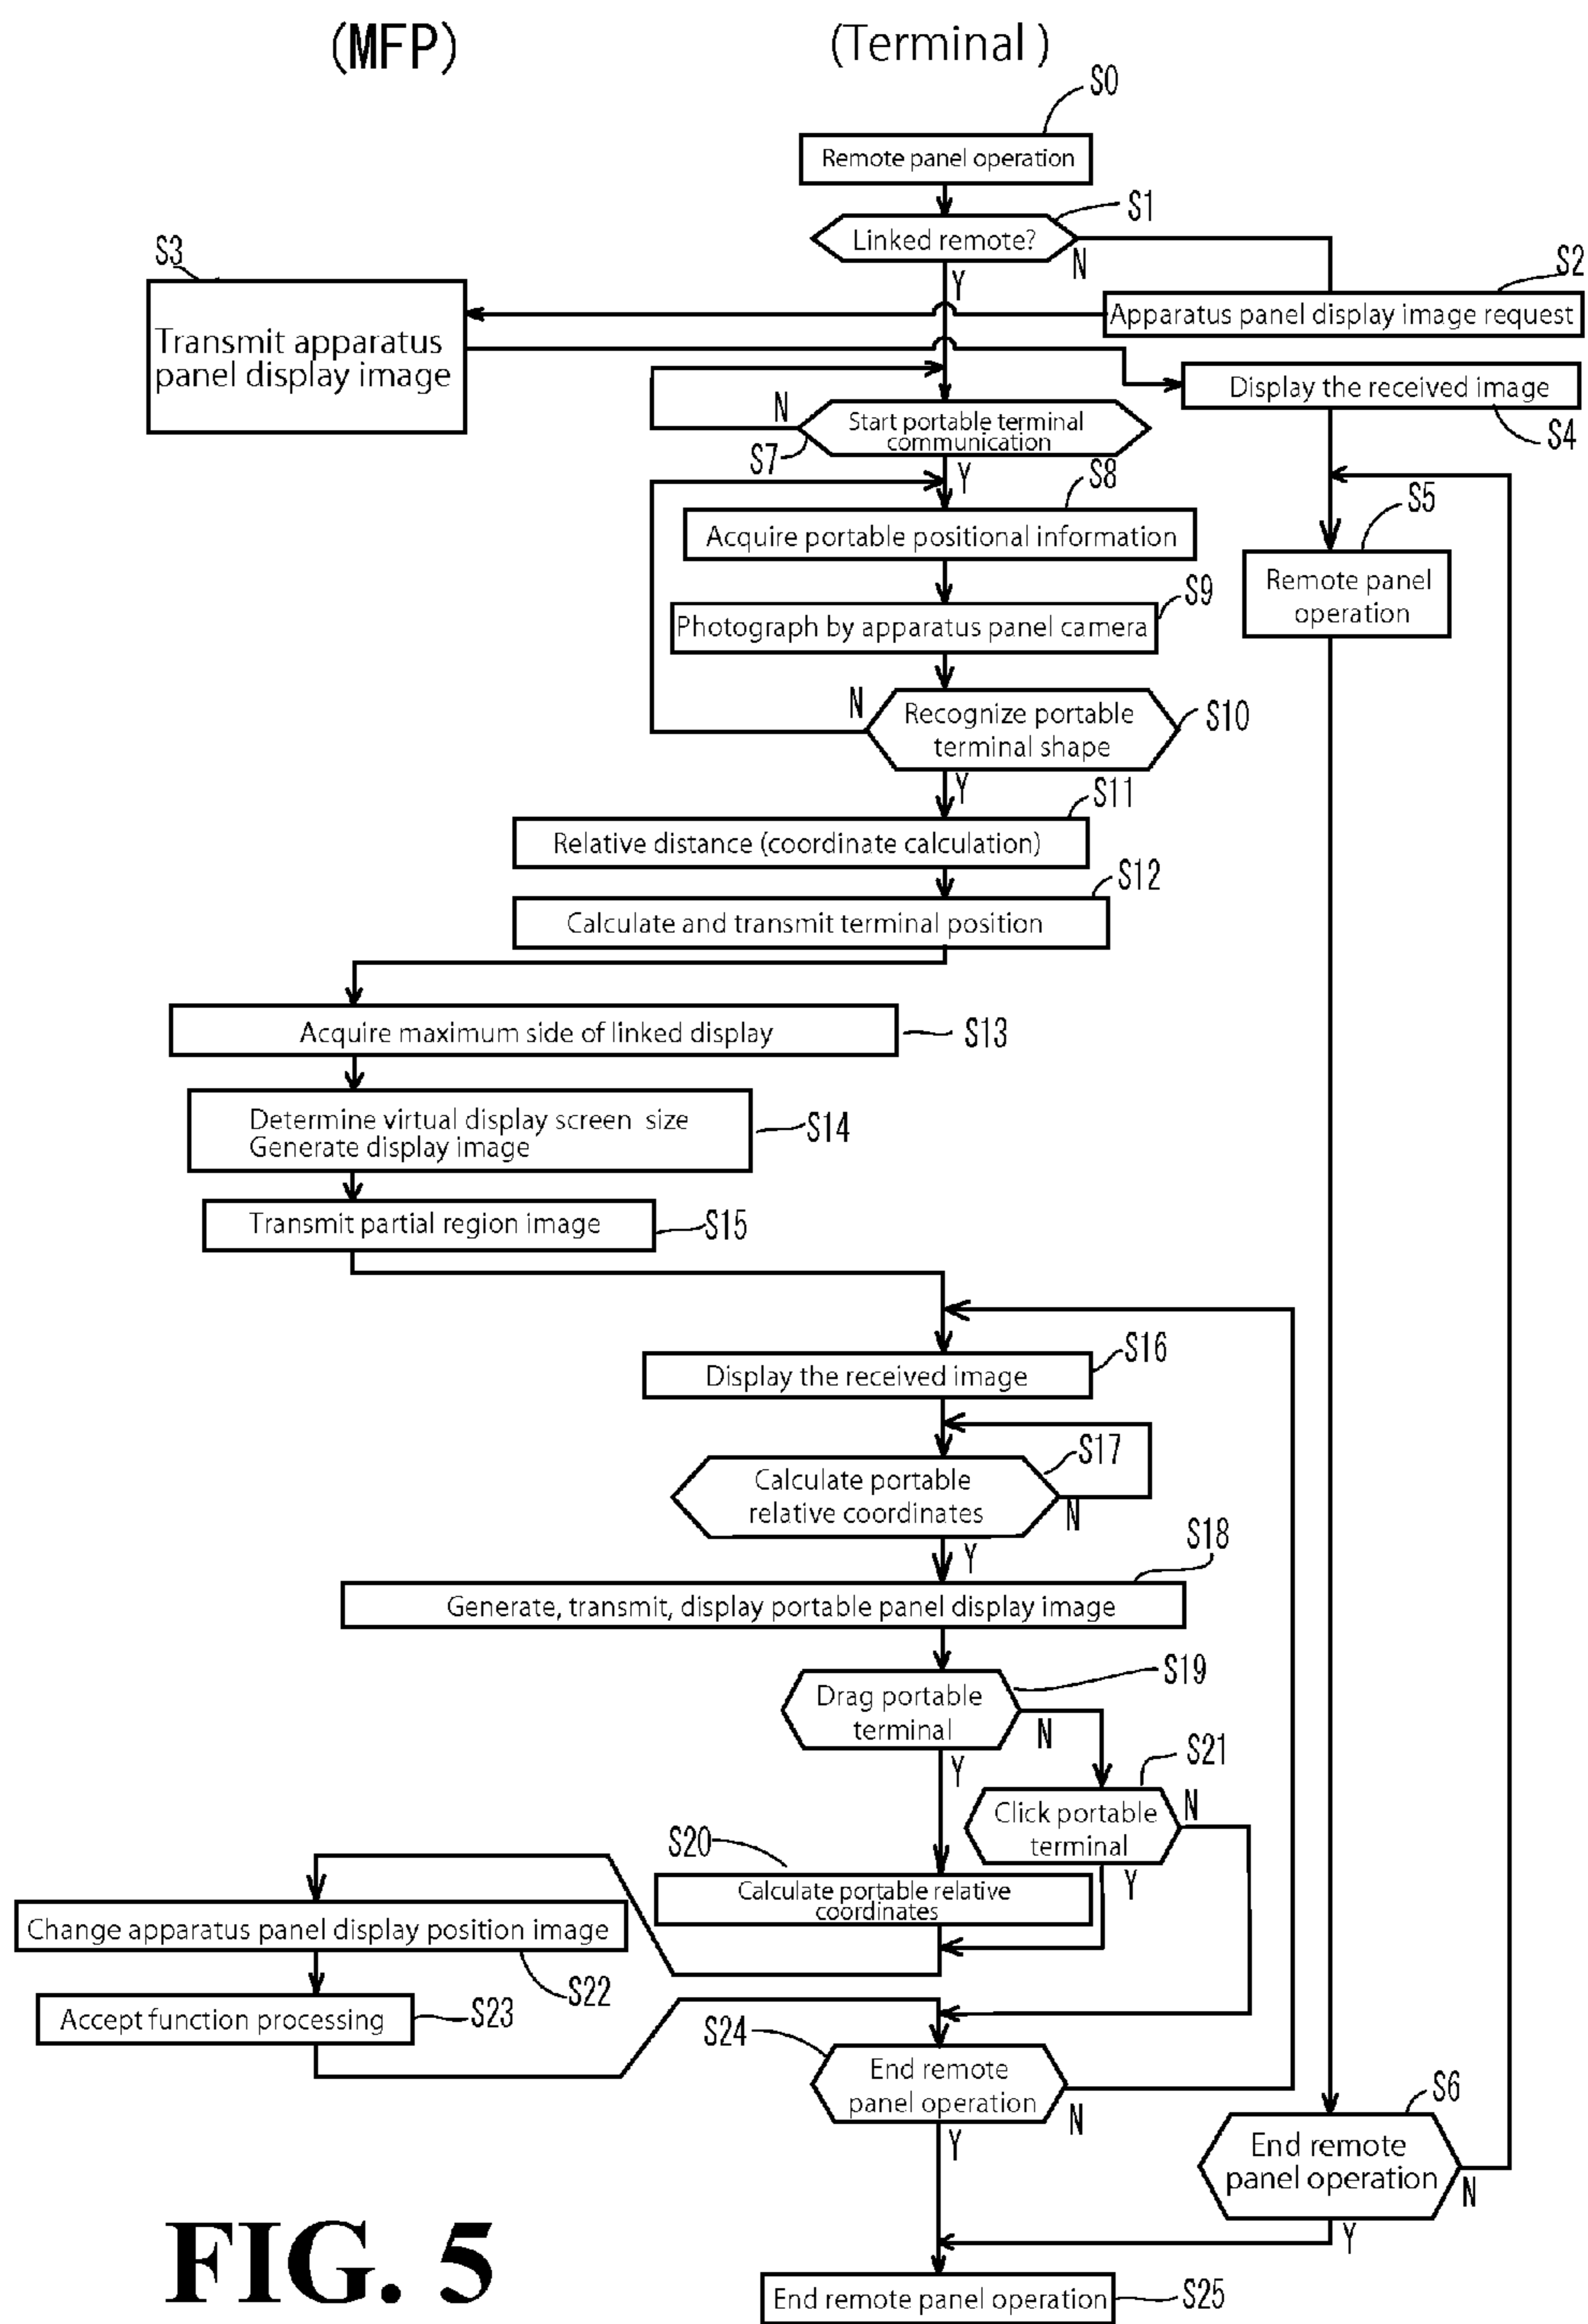 (MFP)
(Terminal )
S0
Remote panel operation
S1
Linked remote?
N
Y
S3
Transmit apparatus
panel display image
S2
Apparatus panel display image request
Display the received image
S4
N
Start portable terminal
communication
S7
Y
S8
Acquire portable positional information
S5
Remote panel
operation
S9
Photograph by apparatus panel camera
N
Recognize portable
terminal shape
S10
Y
S11
Relative distance (coordinate calculation)
S12
Calculate and transmit terminal position
Acquire maximum side of linked display
S13
Determine virtual display screen size
Generate display image
S14
Transmit partial region image
S15
S16
Display the received image
S17
Calculate portable
relative coordinates
N
Y
S18
Generate, transmit, display portable panel display image
S19
Drag portable
terminal
N
Y
S21
Click portable
terminal
N
Y
S20
Calculate portable relative
coordinates
Change apparatus panel display position image
S22
Accept function processing
S23
S24
End remote
panel operation
N
Y
S6
End remote
panel operation
N
Y
End remote panel operation
S25
FIG. 5